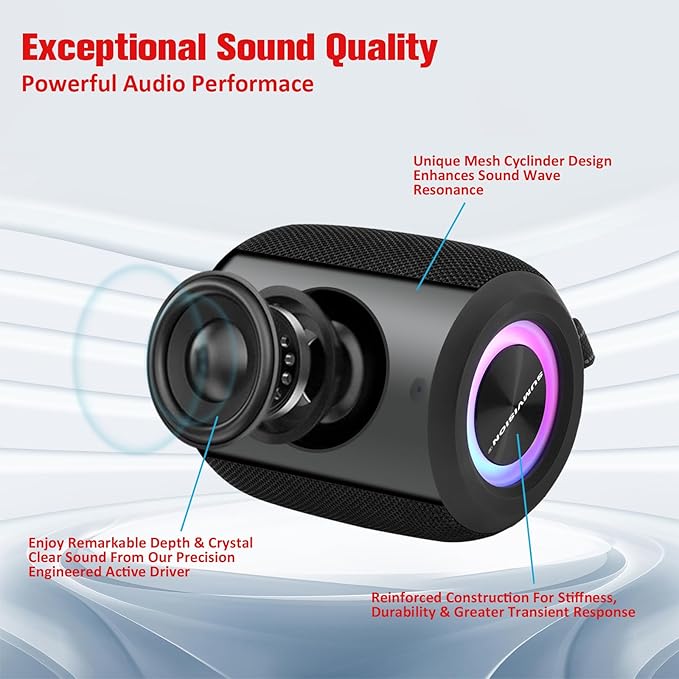 Exceptional Sound Quality
Powerful Audio Performace
Unique Mesh Cyclinder Design
Enhances Sound Wave
Resonance
SUMVISION
Enjoy Remarkable Depth & Crystal
Clear Sound From Our Precision
Engineered Active Driver
Reinforced Construction For Stiffness,
Durability & Greater Transient Response